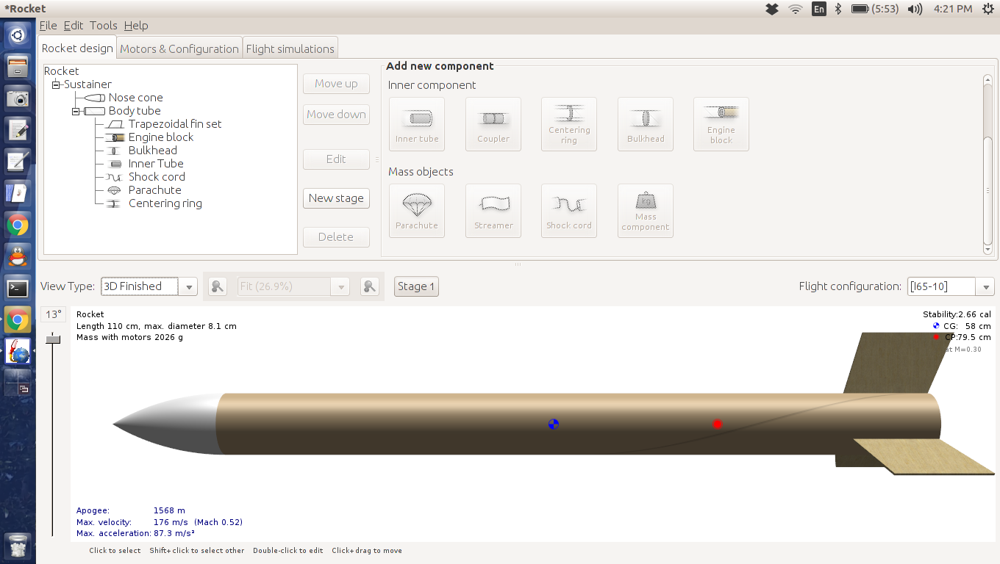 *Rocket
En
(5:53)
4:21 PM
File Edit Tools Help
Rocket design
Motors & Configuration
Flight simulations
Rocket
Sustainer
Nose cone
Body tube
Trapezoidal fin set
Engine block
Bulkhead
Inner Tube
Shock cord
Parachute
Centering ring
Move up
Move down
Edit
New stage
Delete
Add new component
Inner component
Inner tube
Coupler
Centering
ring
Bulkhead
Engine
block
Mass objects
Parachute
Streamer
Shock cord
Mass
component
View Type:
3D Finished
Fit (26.9%)
Stage 1
Flight configuration:
[I65-10]
13°
Rocket
Length 110 cm, max. diameter 8.1 cm
Mass with motors 2026 g
Stability:2.66 cal
CG: 58 cm
CP:79.5 cm
at M=0.30
Apogee: 1568 m
Max. velocity: 176 m/s (Mach 0.52)
Max. acceleration: 87.3 m/s²
Click to select Shift+click to select other Double-click to edit Click+drag to move